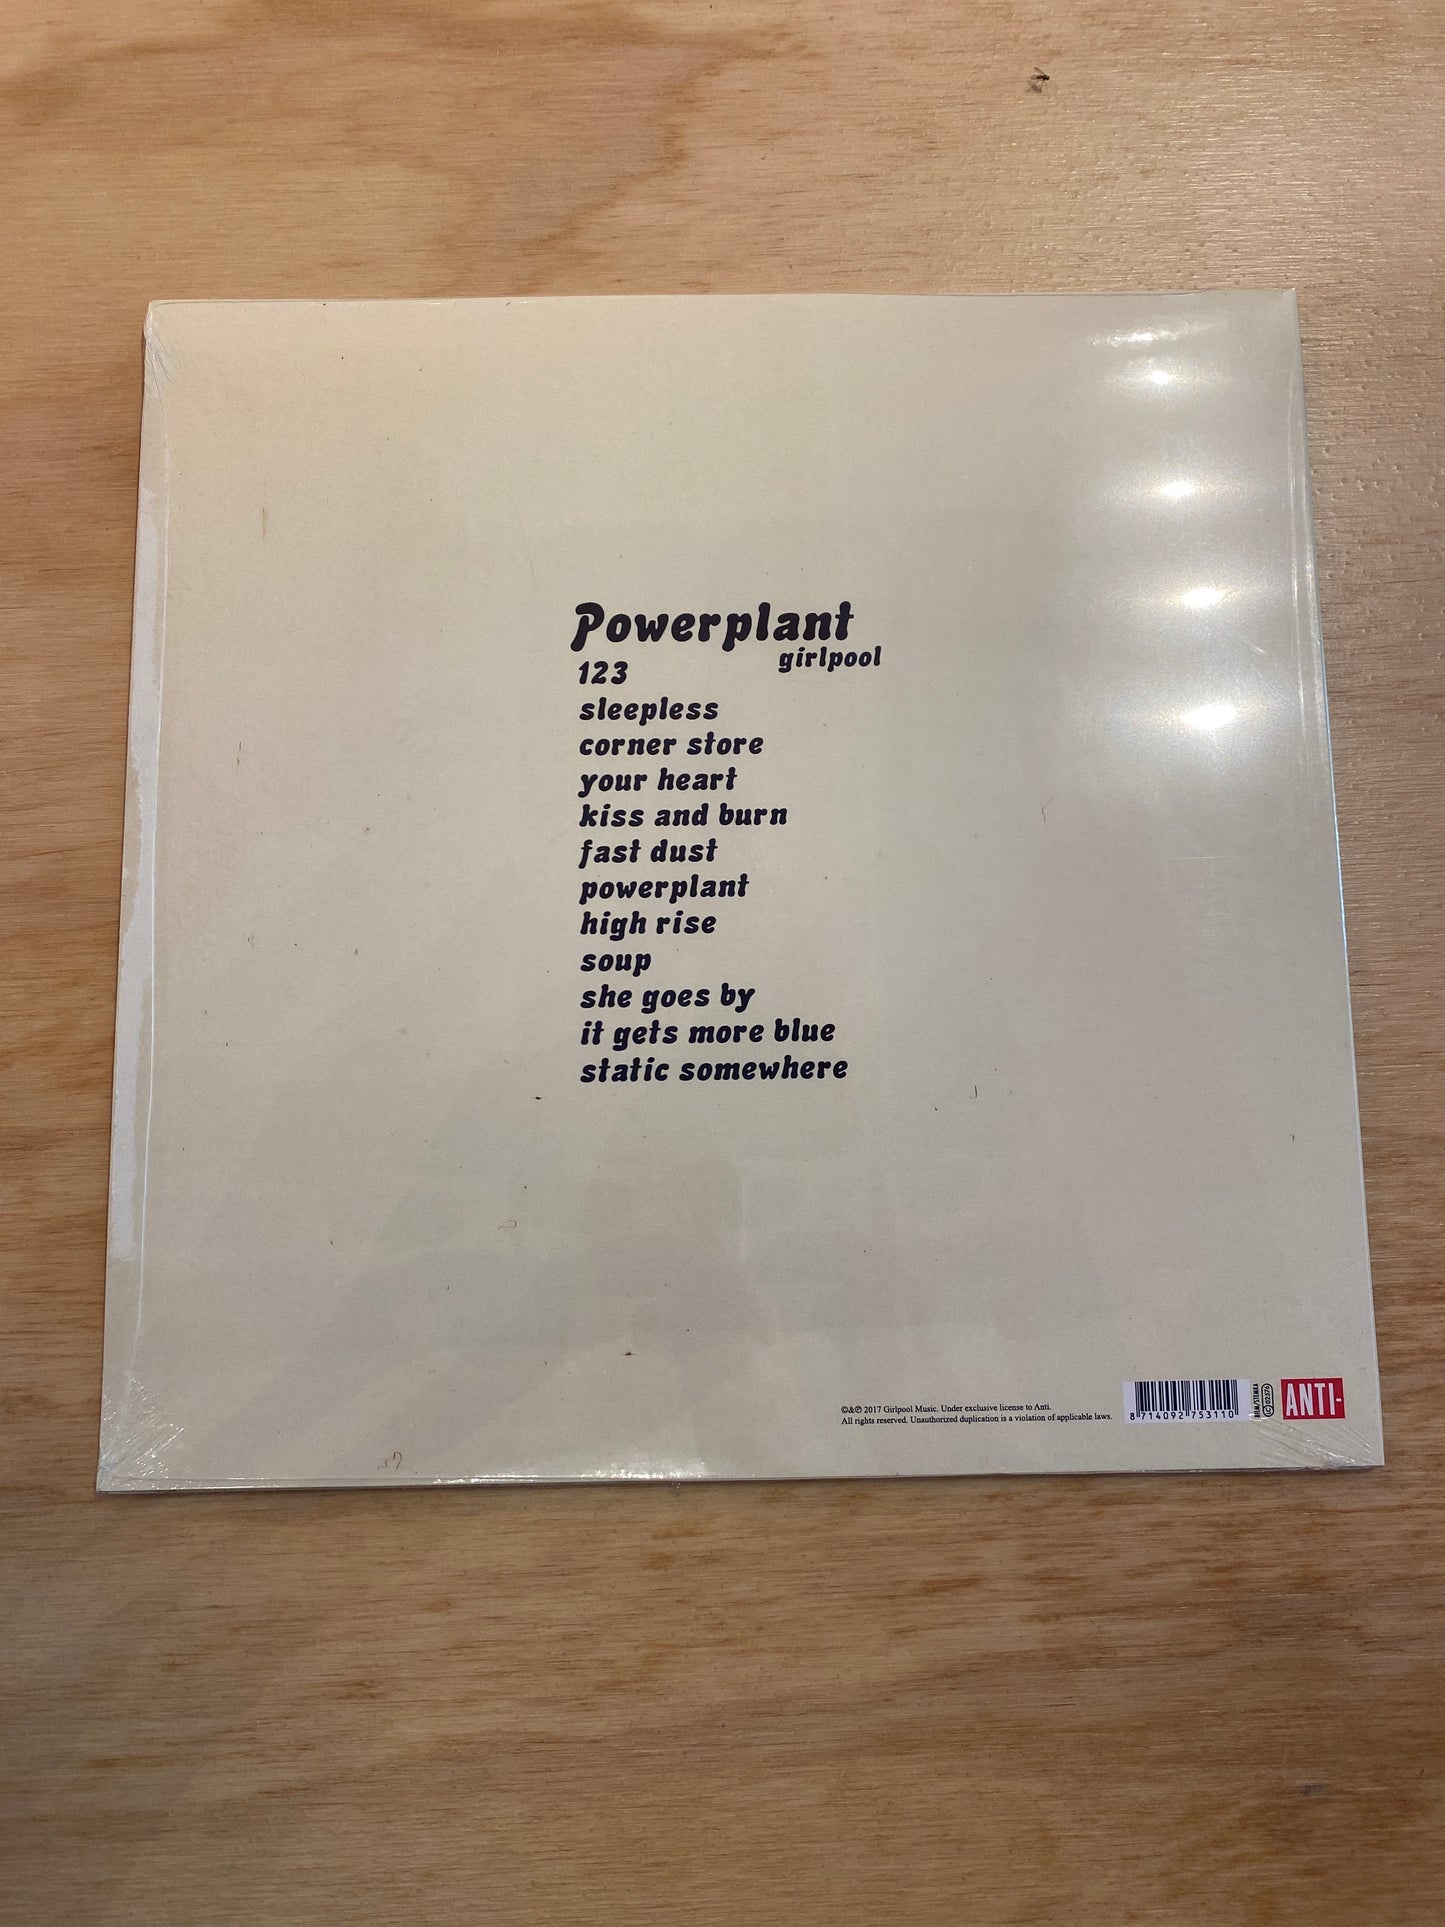 Powerplant
girlpool
123
sleepless
corner store
your heart
kiss and burn
fast dust
powerplant
high rise
soup
she goes by
it gets more blue
static somewhere
©&℗ 2017 Girlpool Music. Under exclusive license to Anti.
All rights reserved. Unauthorized duplication is a violation of applicable laws.
8 714092 753110
BIEM/STEMRA
ANTI-